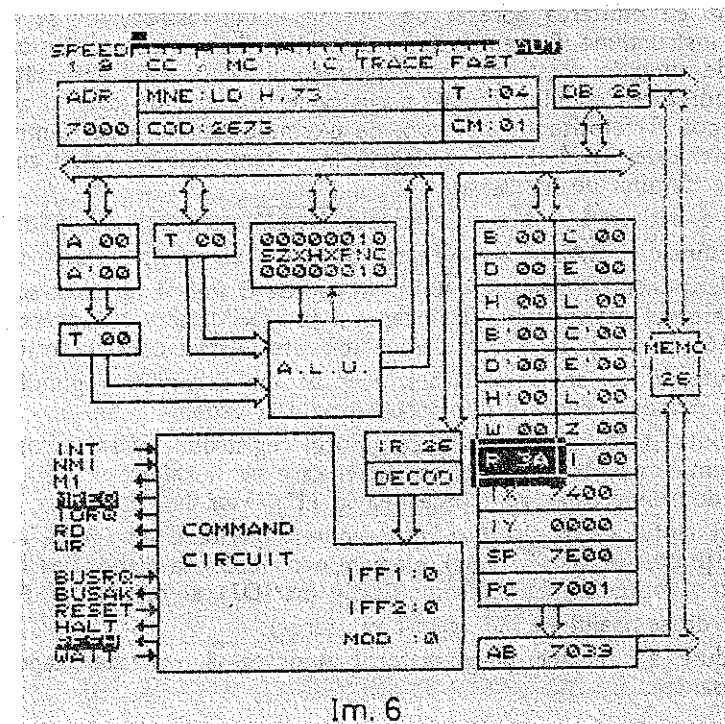 SPEED
1 2 CC MC IC TRACE FAST
ADR MNE:LD H,73 T :04 DB 26
7000 COD:2673 CM:01
A 00 T 00 00000010 B 00 C 00
A'00 SZXHXPNC D 00 E 00
00000010 H 00 L 00
T 00 B'00 C'00
A.L.U. D'00 E'00 MEMO
H'00 L'00 26
W 00 Z 00
INT IR 26 I 00
NMI DECOD IX 7400
M1
IORQ
RD COMMAND IY 0000
WR CIRCUIT SP 7E00
BUSRQ IFF1:0 PC 7001
BUSAK
RESET IFF2:0
HALT
WAIT MOD :0 AB 7039
Im. 6